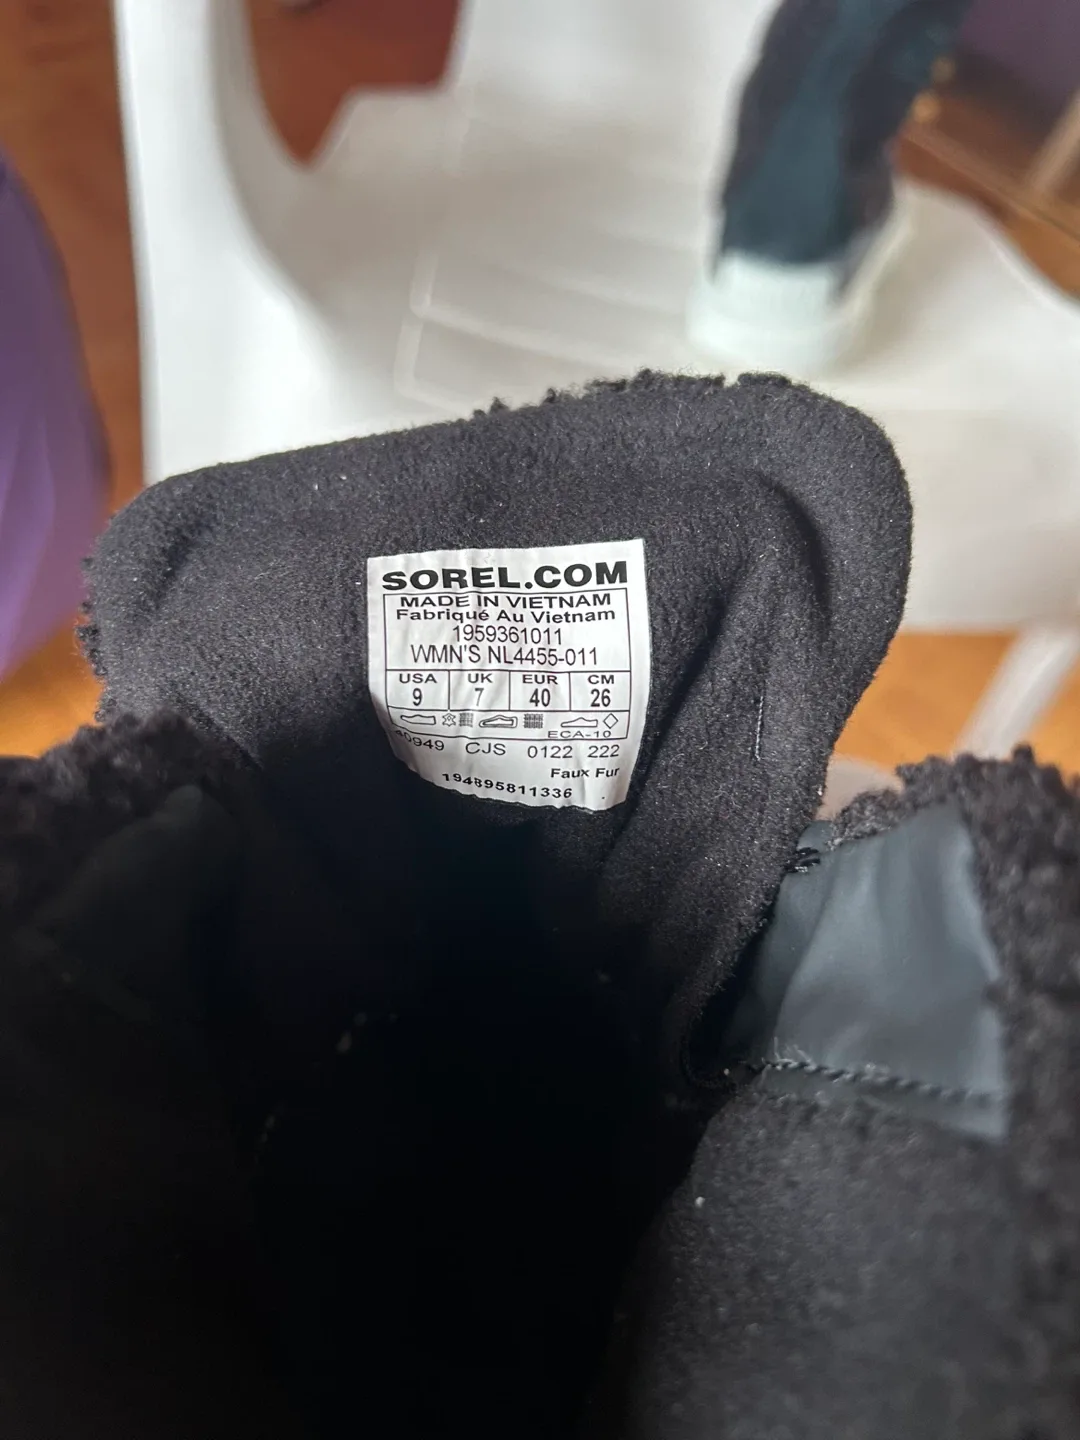 SOREL.COM
MADE IN VIETNAM
Fabriqué Au Vietnam
1959361011
WMN'S NL4455-011
USA UK EUR CM
9 7 40 26
ECA-10
CJS 0122 222
Faux Fur
194895811336